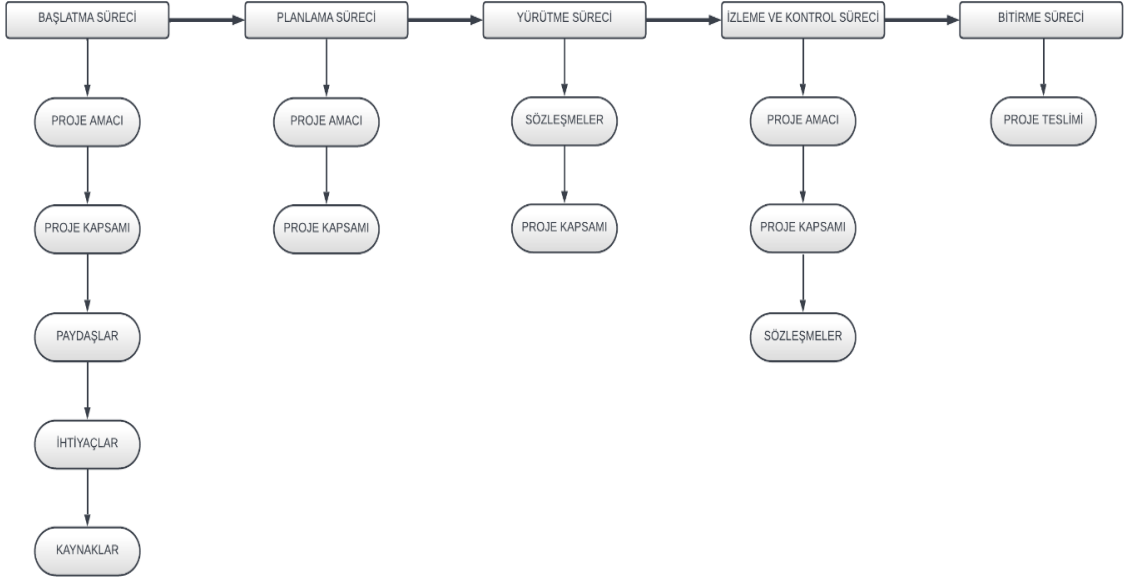 BAŞLATMA SÜRECİ
PLANLAMA SÜRECİ
YÜRÜTME SÜRECİ
İZLEME VE KONTROL SÜRECİ
BİTİRME SÜRECİ
PROJE AMACI
PROJE AMACI
SÖZLEŞMELER
PROJE AMACI
PROJE TESLİMİ
PROJE KAPSAMI
PROJE KAPSAMI
PROJE KAPSAMI
PROJE KAPSAMI
PAYDAŞLAR
SÖZLEŞMELER
İHTİYAÇLAR
KAYNAKLAR